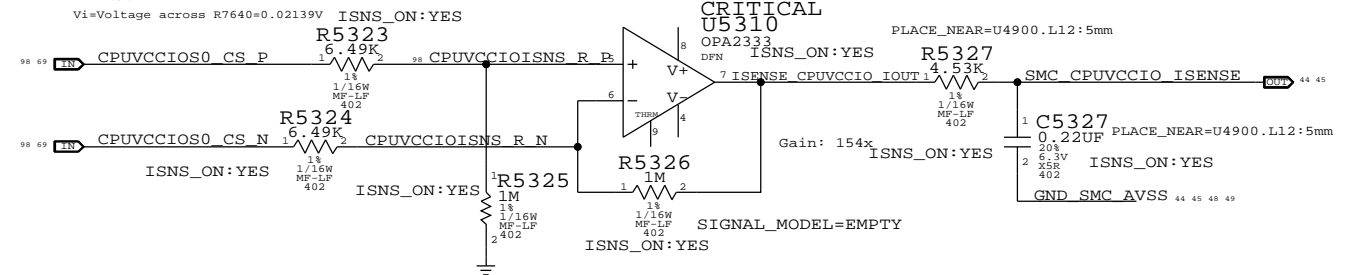 Vi=Voltage across R7640=0.02139V
ISNS_ON:YES
R5323
6.49K
1 2
1%
1/16W
MF-LF
402
98 69 IN CPUVCCIOS0_CS_P
98 CPUVCCIOISNS_R_P
CRITICAL
U5310
OPA2333
DFN
ISNS_ON:YES
5 +
6 -
8
V+
V-
4
THRM
9
7 ISENSE_CPUVCCIO_IOUT
PLACE_NEAR=U4900.L12:5mm
R5327
4.53K
1 2
1%
1/16W
MF-LF
402
SMC_CPUVCCIO_ISENSE OUT 44 45
R5324
6.49K
1 2
1%
1/16W
MF-LF
402
98 69 IN CPUVCCIOS0_CS_N
CPUVCCIOISNS_R_N
ISNS_ON:YES
ISNS_ON:YES
1
R5325
1M
1%
1/16W
MF-LF
402
2
R5326
1M
1 2
1%
1/16W
MF-LF
402
ISNS_ON:YES
Gain: 154x
ISNS_ON:YES
SIGNAL_MODEL=EMPTY
1
C5327
0.22UF
20%
6.3V
X5R
402
2
PLACE_NEAR=U4900.L12:5mm
ISNS_ON:YES
GND_SMC_AVSS 44 45 48 49